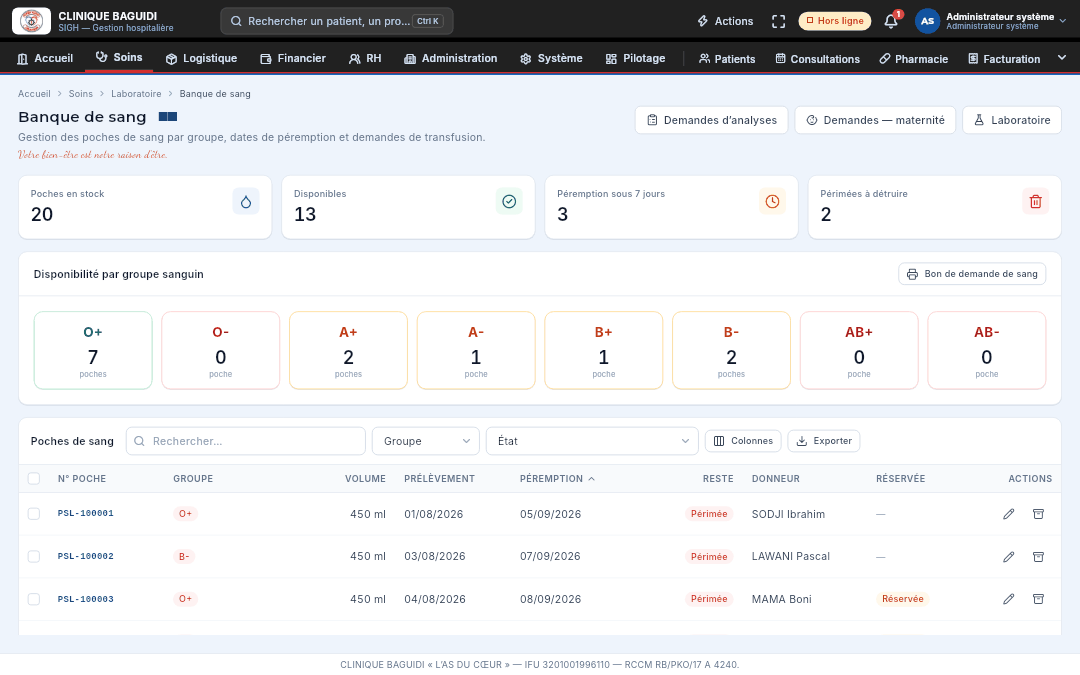 CLINIQUE BAGUIDI
SIGH — Gestion hospitalière
Rechercher un patient, un pro... Ctrl K
Actions
Hors ligne
1
AS
Administrateur système
Administrateur système
Accueil Soins Logistique Financier RH Administration Système Pilotage Patients Consultations Pharmacie Facturation
Accueil > Soins > Laboratoire > Banque de sang
Banque de sang
Gestion des poches de sang par groupe, dates de péremption et demandes de transfusion.
Votre bien-être est notre raison d'être.
Demandes d'analyses Demandes — maternité Laboratoire
Poches en stock
20
Disponibles
13
Péremption sous 7 jours
3
Périmées à détruire
2
Disponibilité par groupe sanguin
Bon de demande de sang
O+ O- A+ A- B+ B- AB+ AB-
7 0 2 1 1 2 0 0
poches poche poches poche poche poches poche poche
Poches de sang Rechercher... Groupe État Colonnes Exporter
N° POCHE GROUPE VOLUME PRÉLÈVEMENT PÉREMPTION RESTE DONNEUR RÉSERVÉE ACTIONS
PSL-100001 O+ 450 ml 01/08/2026 05/09/2026 Périmée SODJI Ibrahim —
PSL-100002 B- 450 ml 03/08/2026 07/09/2026 Périmée LAWANI Pascal —
PSL-100003 O+ 450 ml 04/08/2026 08/09/2026 Périmée MAMA Boni Réservée
CLINIQUE BAGUIDI « L'AS DU CŒUR » — IFU 3201001996110 — RCCM RB/PKO/17 A 4240.